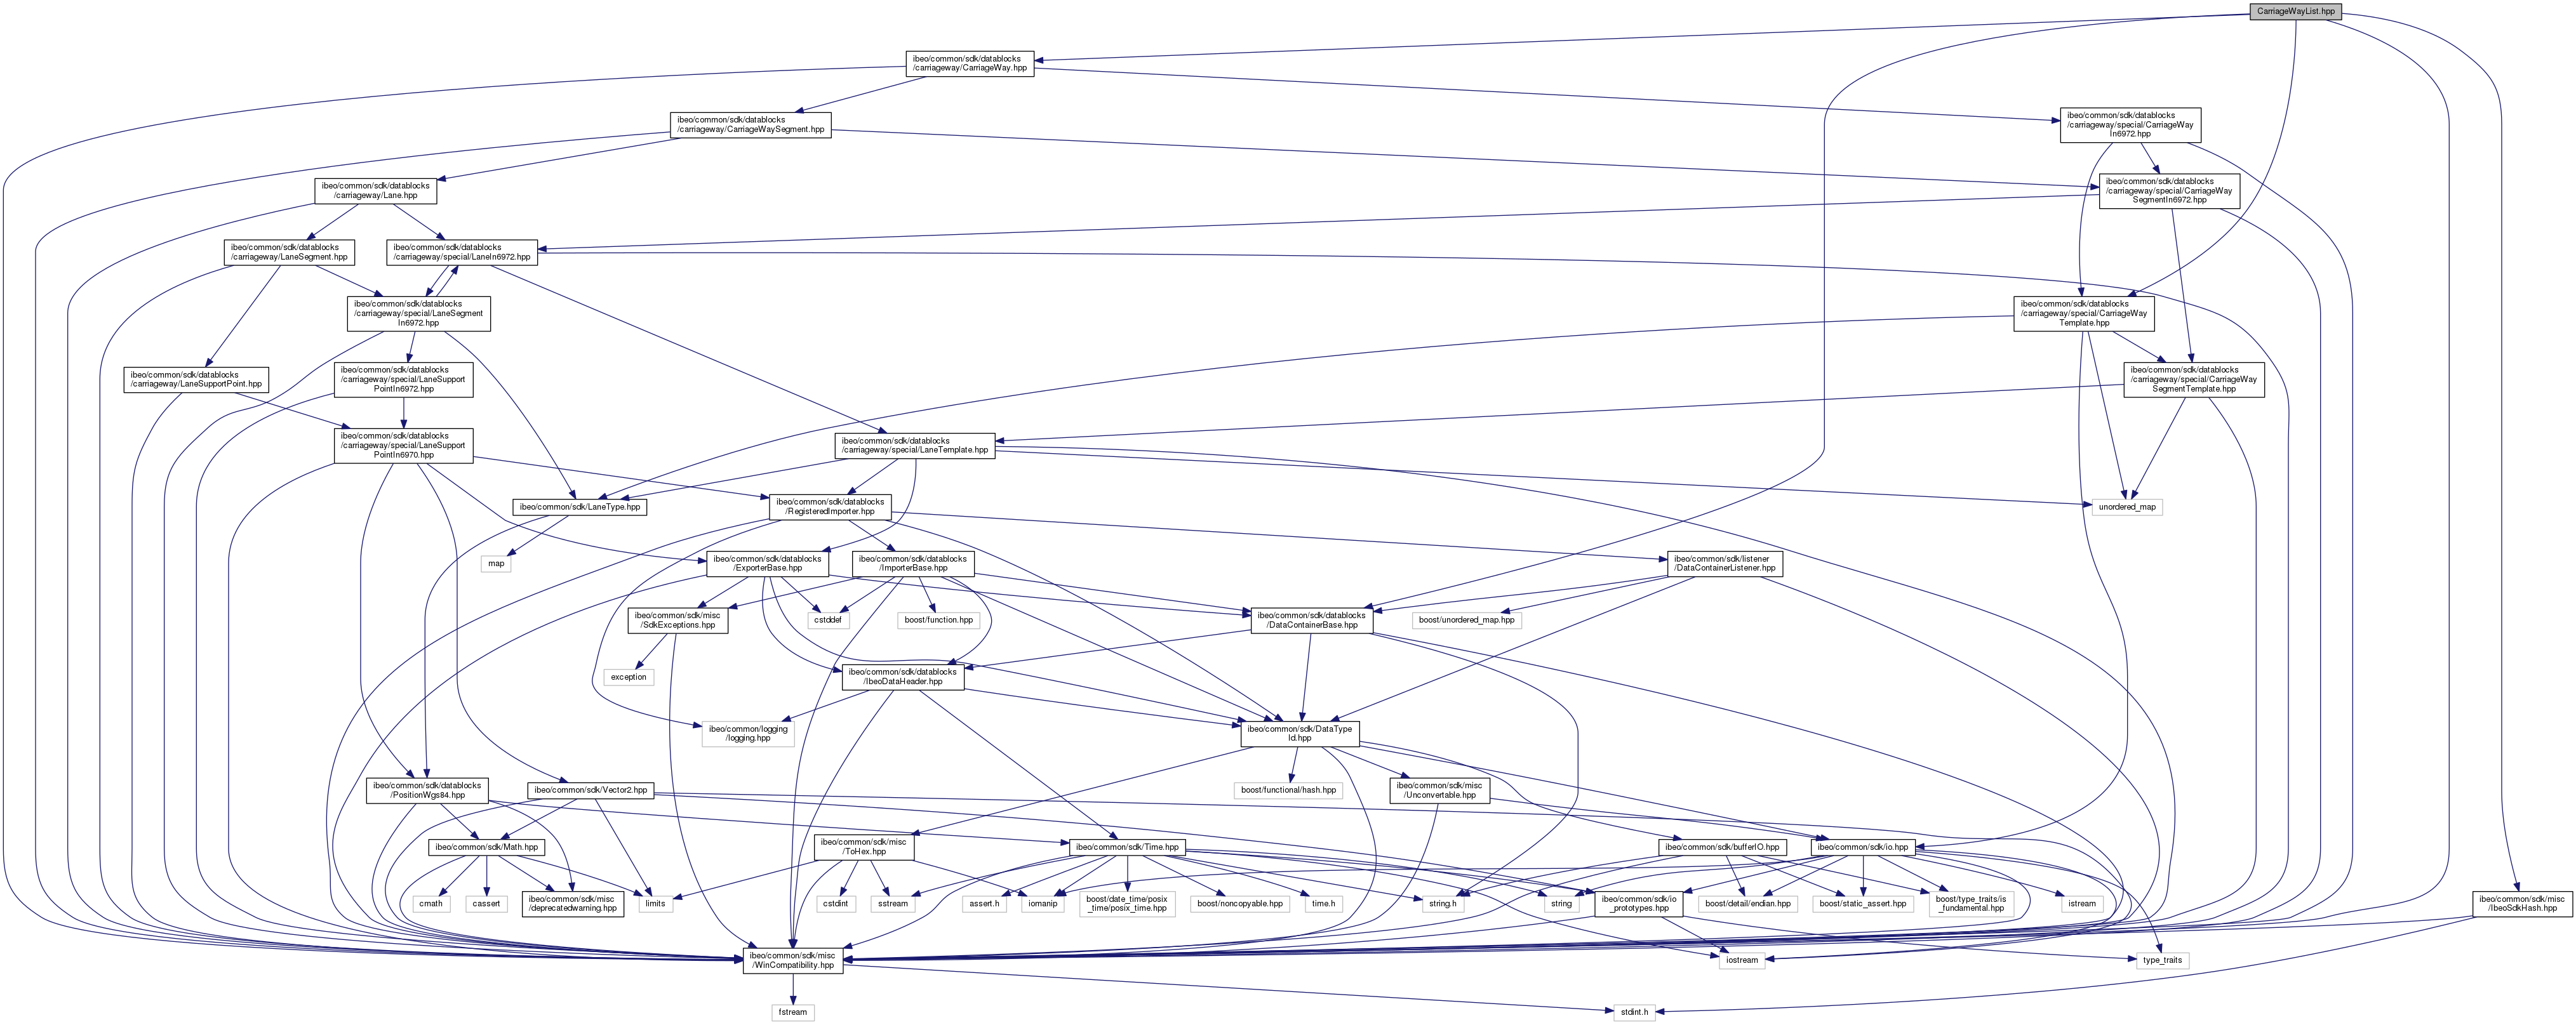 CarriageWayList.hpp
ibeo/common/sdk/datablocks
/carriageway/CarriageWay.hpp
ibeo/common/sdk/datablocks
/carriageway/CarriageWaySegment.hpp
ibeo/common/sdk/datablocks
/carriageway/special/CarriageWay
In6972.hpp
ibeo/common/sdk/datablocks
/carriageway/Lane.hpp
ibeo/common/sdk/datablocks
/carriageway/special/CarriageWay
SegmentIn6972.hpp
ibeo/common/sdk/datablocks
/carriageway/LaneSegment.hpp
ibeo/common/sdk/datablocks
/carriageway/special/LaneIn6972.hpp
ibeo/common/sdk/datablocks
/carriageway/special/LaneSegment
In6972.hpp
ibeo/common/sdk/datablocks
/carriageway/special/CarriageWay
Template.hpp
ibeo/common/sdk/datablocks
/carriageway/LaneSupportPoint.hpp
ibeo/common/sdk/datablocks
/carriageway/special/LaneSupport
PointIn6972.hpp
ibeo/common/sdk/datablocks
/carriageway/special/CarriageWay
SegmentTemplate.hpp
ibeo/common/sdk/datablocks
/carriageway/special/LaneSupport
PointIn6970.hpp
ibeo/common/sdk/datablocks
/carriageway/special/LaneTemplate.hpp
ibeo/common/sdk/LaneType.hpp
ibeo/common/sdk/datablocks
/RegisteredImporter.hpp
unordered_map
map
ibeo/common/sdk/datablocks
/ExporterBase.hpp
ibeo/common/sdk/datablocks
/ImporterBase.hpp
ibeo/common/sdk/listener
/DataContainerListener.hpp
ibeo/common/sdk/misc
/SdkExceptions.hpp
cstddef
boost/function.hpp
ibeo/common/sdk/datablocks
/DataContainerBase.hpp
boost/unordered_map.hpp
exception
ibeo/common/sdk/datablocks
/IbeoDataHeader.hpp
ibeo/common/logging
/logging.hpp
ibeo/common/sdk/DataType
Id.hpp
ibeo/common/sdk/datablocks
/PositionWgs84.hpp
ibeo/common/sdk/Vector2.hpp
boost/functional/hash.hpp
ibeo/common/sdk/misc
/Unconvertable.hpp
ibeo/common/sdk/Math.hpp
ibeo/common/sdk/misc
/ToHex.hpp
ibeo/common/sdk/Time.hpp
ibeo/common/sdk/bufferIO.hpp
ibeo/common/sdk/io.hpp
cmath
cassert
ibeo/common/sdk/misc
/deprecatedwarning.hpp
limits
cstdint
sstream
assert.h
iomanip
boost/date_time/posix
_time/posix_time.hpp
boost/noncopyable.hpp
time.h
string.h
string
ibeo/common/sdk/io
_prototypes.hpp
boost/detail/endian.hpp
boost/static_assert.hpp
boost/type_traits/is
_fundamental.hpp
istream
ibeo/common/sdk/misc
/IbeoSdkHash.hpp
ibeo/common/sdk/misc
/WinCompatibility.hpp
iostream
type_traits
fstream
stdint.h